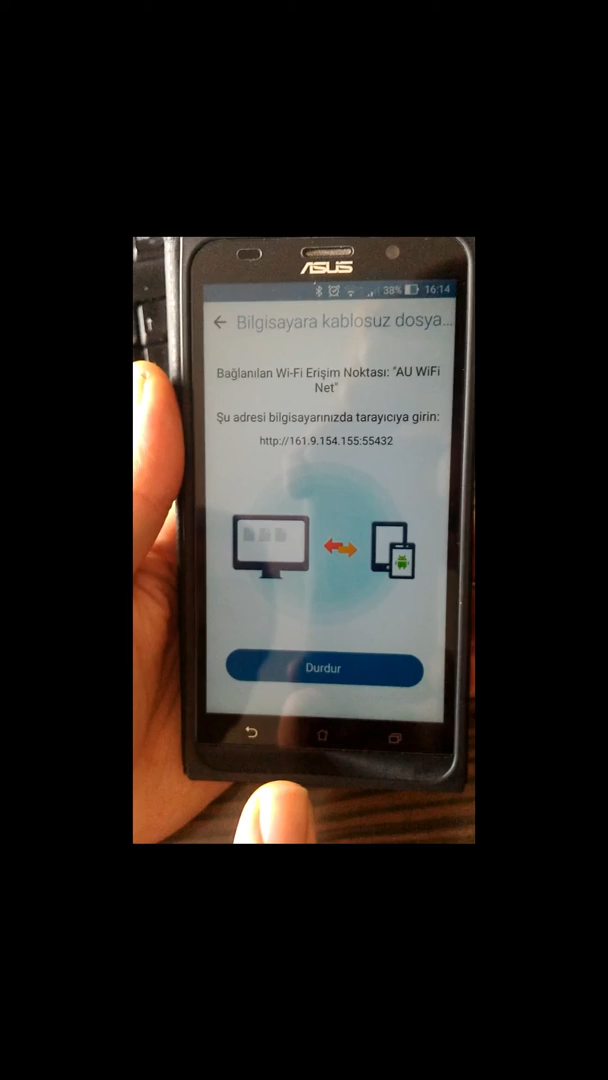 ASUS
38% 16:14
Bilgisayara kablosuz dosya...
Bağlanılan Wi-Fi Erişim Noktası: "AU WiFi
Net"
Şu adresi bilgisayarınızda tarayıcıya girin:
http://161.9.154.155:55432
Durdur